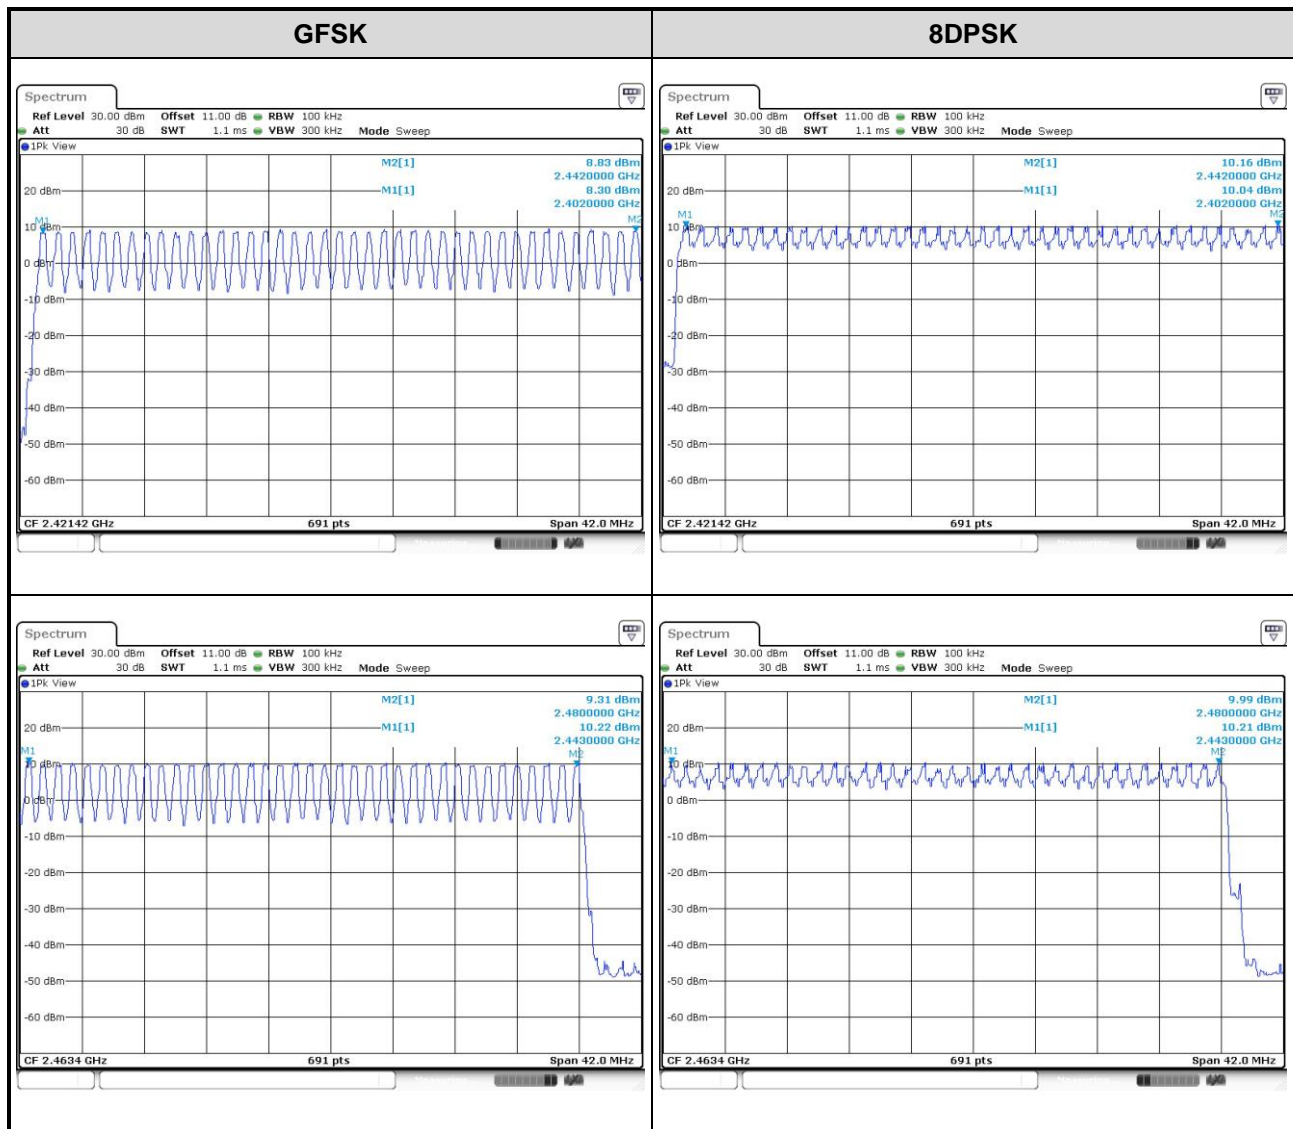 GFSK 8DPSK
Spectrum
Ref Level 30.00 dBm Offset 11.00 dB RBW 100 kHz
Att 30 dB SWT 1.1 ms VBW 300 kHz Mode Sweep
1Pk View
M2[1] 8.83 dBm
2.4420000 GHz
M1[1] 8.30 dBm
2.4020000 GHz
20 dBm
M1 M2
10 dBm
0 dBm
-10 dBm
-20 dBm
-30 dBm
-40 dBm
-50 dBm
-60 dBm
CF 2.42142 GHz 691 pts Span 42.0 MHz
Spectrum
Ref Level 30.00 dBm Offset 11.00 dB RBW 100 kHz
Att 30 dB SWT 1.1 ms VBW 300 kHz Mode Sweep
1Pk View
M2[1] 10.16 dBm
2.4420000 GHz
M1[1] 10.04 dBm
2.4020000 GHz
20 dBm
M1 M2
10 dBm
0 dBm
-10 dBm
-20 dBm
-30 dBm
-40 dBm
-50 dBm
-60 dBm
CF 2.42142 GHz 691 pts Span 42.0 MHz
Spectrum
Ref Level 30.00 dBm Offset 11.00 dB RBW 100 kHz
Att 30 dB SWT 1.1 ms VBW 300 kHz Mode Sweep
1Pk View
M2[1] 9.31 dBm
2.4800000 GHz
M1[1] 10.22 dBm
2.4430000 GHz
20 dBm
M1 M2
10 dBm
0 dBm
-10 dBm
-20 dBm
-30 dBm
-40 dBm
-50 dBm
-60 dBm
CF 2.4634 GHz 691 pts Span 42.0 MHz
Spectrum
Ref Level 30.00 dBm Offset 11.00 dB RBW 100 kHz
Att 30 dB SWT 1.1 ms VBW 300 kHz Mode Sweep
1Pk View
M2[1] 9.99 dBm
2.4800000 GHz
M1[1] 10.21 dBm
2.4430000 GHz
20 dBm
M1 M2
10 dBm
0 dBm
-10 dBm
-20 dBm
-30 dBm
-40 dBm
-50 dBm
-60 dBm
CF 2.4634 GHz 691 pts Span 42.0 MHz